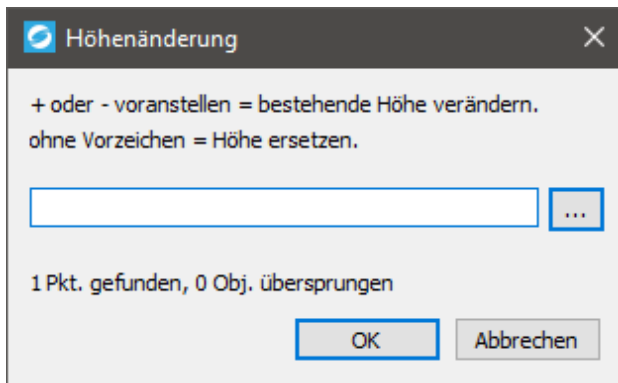 Höhenänderung
+ oder - voranstellen = bestehende Höhe verändern.
ohne Vorzeichen = Höhe ersetzen.
...
1 Pkt. gefunden, 0 Obj. übersprungen
OK Abbrechen